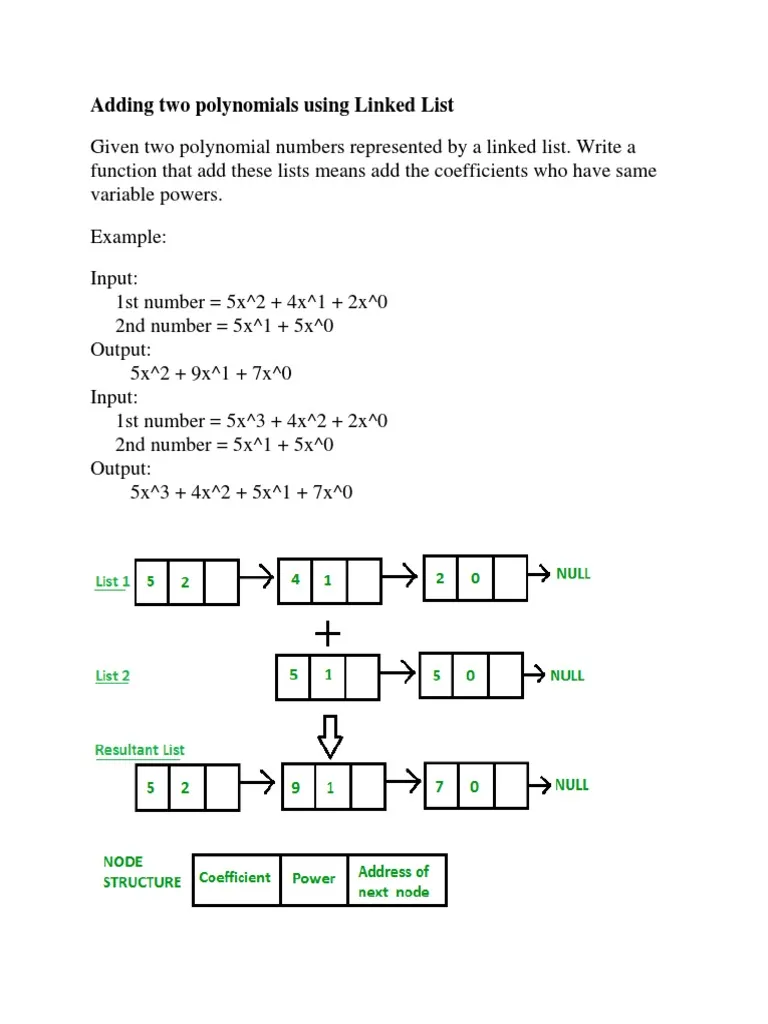 Adding two polynomials using Linked List
Given two polynomial numbers represented by a linked list. Write a
function that add these lists means add the coefficients who have same
variable powers.
Example:
Input:
1st number = 5x^2 + 4x^1 + 2x^0
2nd number = 5x^1 + 5x^0
Output:
5x^2 + 9x^1 + 7x^0
Input:
1st number = 5x^3 + 4x^2 + 2x^0
2nd number = 5x^1 + 5x^0
Output:
5x^3 + 4x^2 + 5x^1 + 7x^0
List 1 5 2 4 1 2 0 NULL
+
List 2 5 1 5 0 NULL
Resultant List
5 2 9 1 7 0 NULL
NODE
STRUCTURE
Coefficient
Power
Address of
next node